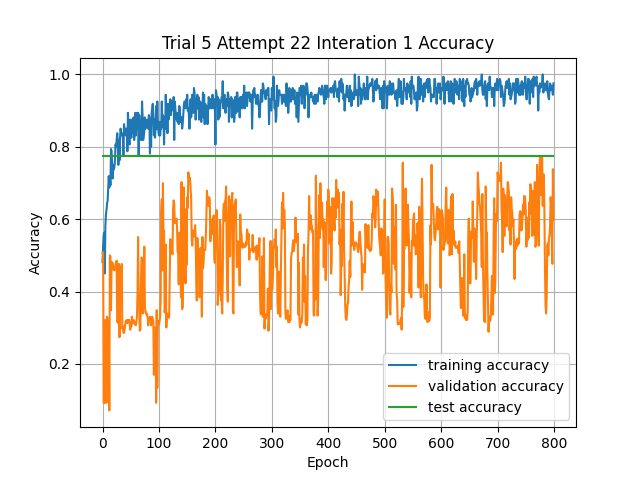 Trial 5 Attempt 22 Interation 1 Accuracy
1.0
0.8
0.6
0.4
0.2
Accuracy
training accuracy
validation accuracy
test accuracy
0 100 200 300 400 500 600 700 800
Epoch